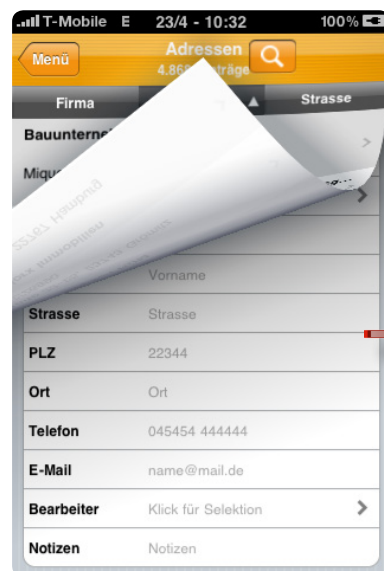 T-Mobile E 23/4 - 10:32 100%
Menü
Adressen
Firma Strasse
Vorname
Strasse Strasse
PLZ 22344
Ort Ort
Telefon 045454 444444
E-Mail name@mail.de
Bearbeiter Klick für Selektion
Notizen Notizen